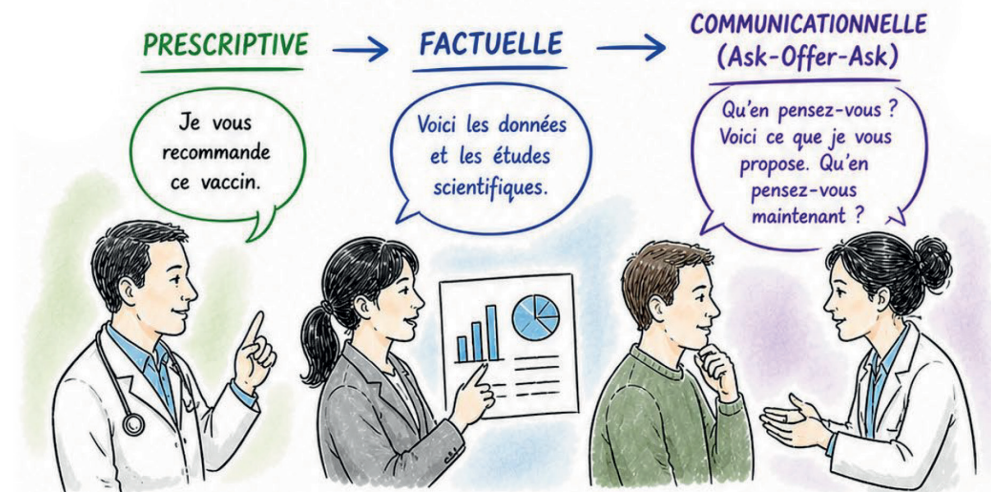 PRESCRIPTIVE
Je vous
recommande
ce vaccin.
FACTUELLE
Voici les données
et les études
scientifiques.
COMMUNICATIONNELLE
(Ask-Offer-Ask)
Qu'en pensez-vous ?
Voici ce que je vous
propose. Qu'en
pensez-vous
maintenant ?